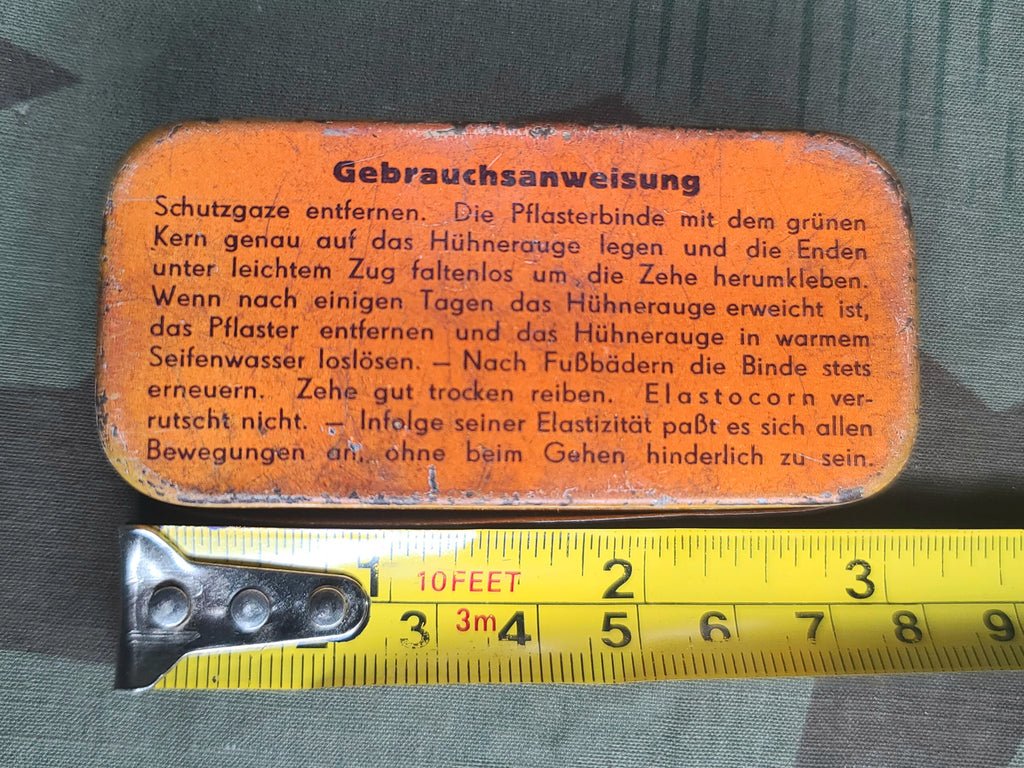 Gebrauchsanweisung
Schutzgaze entfernen. Die Pflasterbinde mit dem grünen
Kern genau auf das Hühnerauge legen und die Enden
unter leichtem Zug faltenlos um die Zehe herumkleben.
Wenn nach einigen Tagen das Hühnerauge erweicht ist,
das Pflaster entfernen und das Hühnerauge in warmem
Seifenwasser loslösen. – Nach Fußbädern die Binde stets
erneuern. Zehe gut trocken reiben. Elastocorn ver-
rutscht nicht. – Infolge seiner Elastizität paßt es sich allen
Bewegungen an, ohne beim Gehen hinderlich zu sein.
1 10FEET 2 3
3 3m 4 5 6 7 8 9